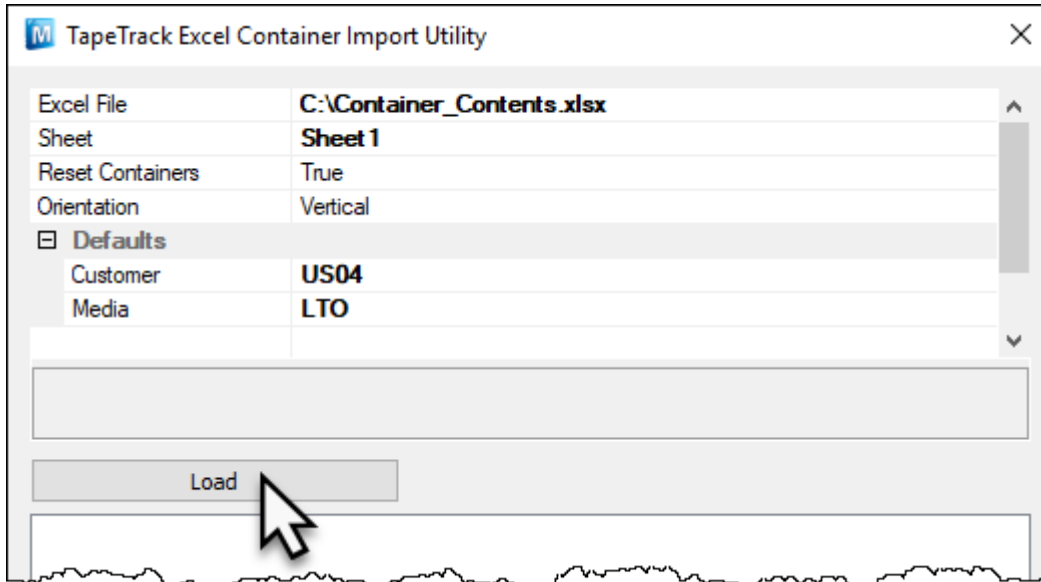 TapeTrack Excel Container Import Utility
Excel File C:\Container_Contents.xlsx
Sheet Sheet1
Reset Containers True
Orientation Vertical
Defaults
Customer US04
Media LTO
Load